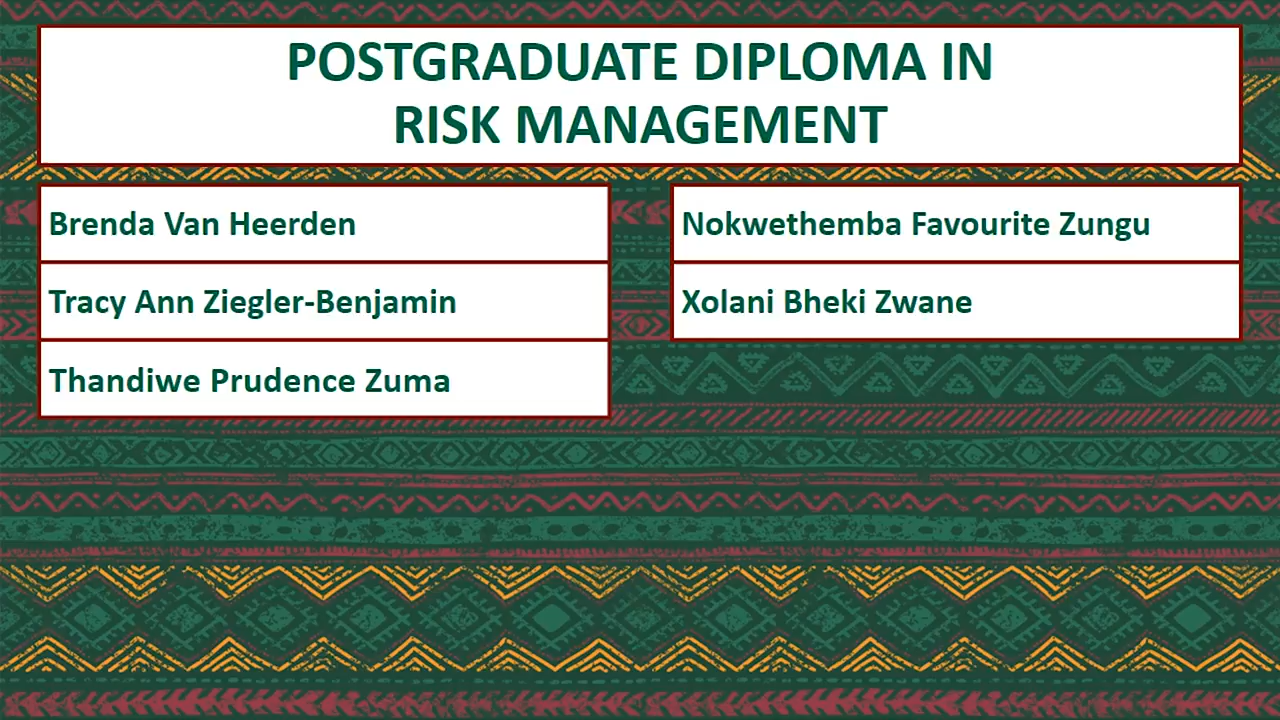 POSTGRADUATE DIPLOMA IN
RISK MANAGEMENT
Brenda Van Heerden
Tracy Ann Ziegler-Benjamin
Thandiwe Prudence Zuma
Nokwethemba Favourite Zungu
Xolani Bheki Zwane